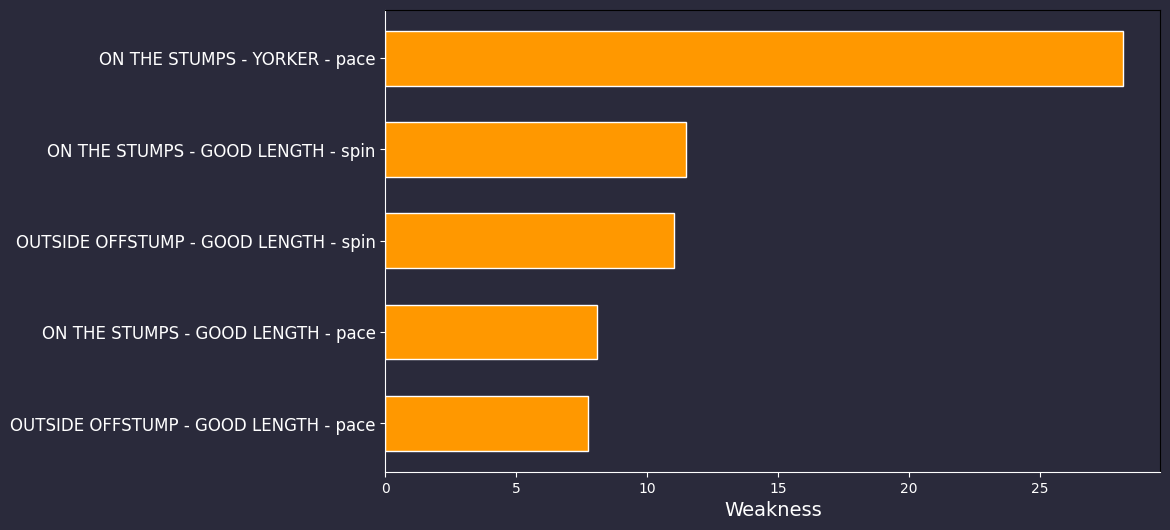 ON THE STUMPS - YORKER - pace
ON THE STUMPS - GOOD LENGTH - spin
OUTSIDE OFFSTUMP - GOOD LENGTH - spin
ON THE STUMPS - GOOD LENGTH - pace
OUTSIDE OFFSTUMP - GOOD LENGTH - pace
0 5 10 15 20 25
Weakness